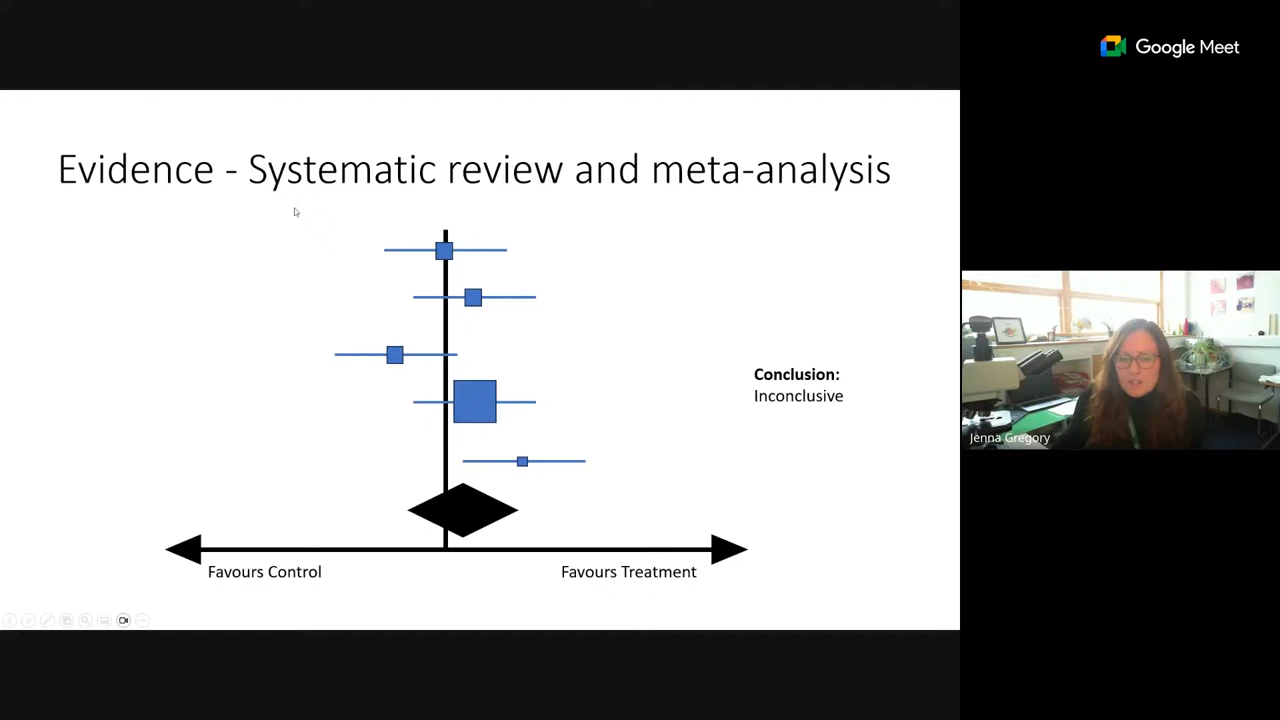 Google Meet
Evidence - Systematic review and meta-analysis
Conclusion:
Inconclusive
Jenna Gregory
Favours Control
Favours Treatment